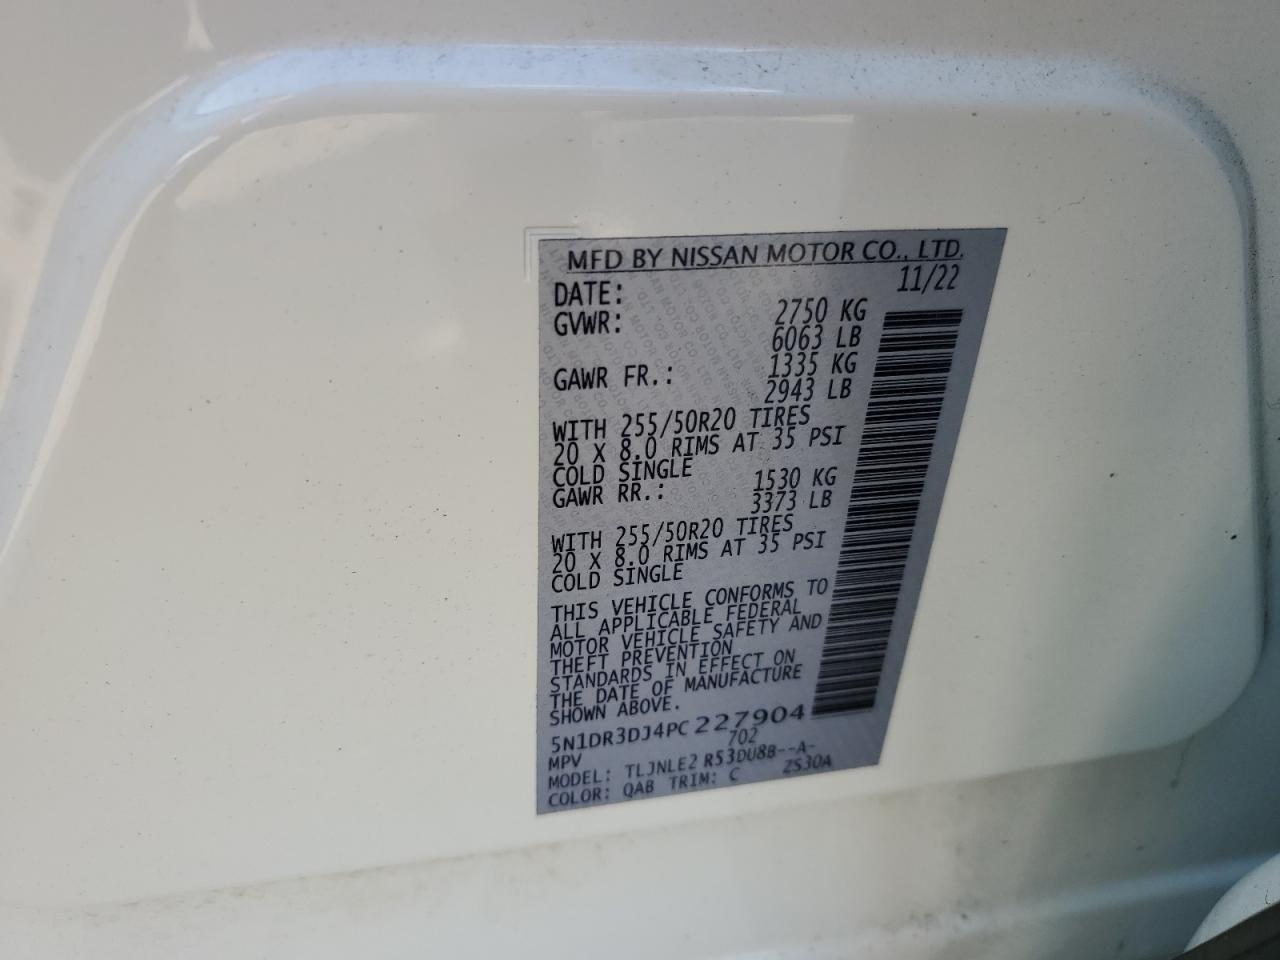 MFD BY NISSAN MOTOR CO., LTD.
DATE: 11/22
GVWR: 2750 KG
6063 LB
GAWR FR.: 1335 KG
2943 LB
WITH 255/50R20 TIRES
20 X 8.0 RIMS AT 35 PSI
COLD SINGLE
GAWR RR.: 1530 KG
3373 LB
WITH 255/50R20 TIRES
20 X 8.0 RIMS AT 35 PSI
COLD SINGLE
THIS VEHICLE CONFORMS TO
ALL APPLICABLE FEDERAL
MOTOR VEHICLE SAFETY AND
THEFT PREVENTION
STANDARDS IN EFFECT ON
THE DATE OF MANUFACTURE
SHOWN ABOVE.
5N1DR3DJ4PC227904
MPV 702
MODEL: TLJNLE2 R53DU8B--A-
COLOR: QAB TRIM: C ZS30A